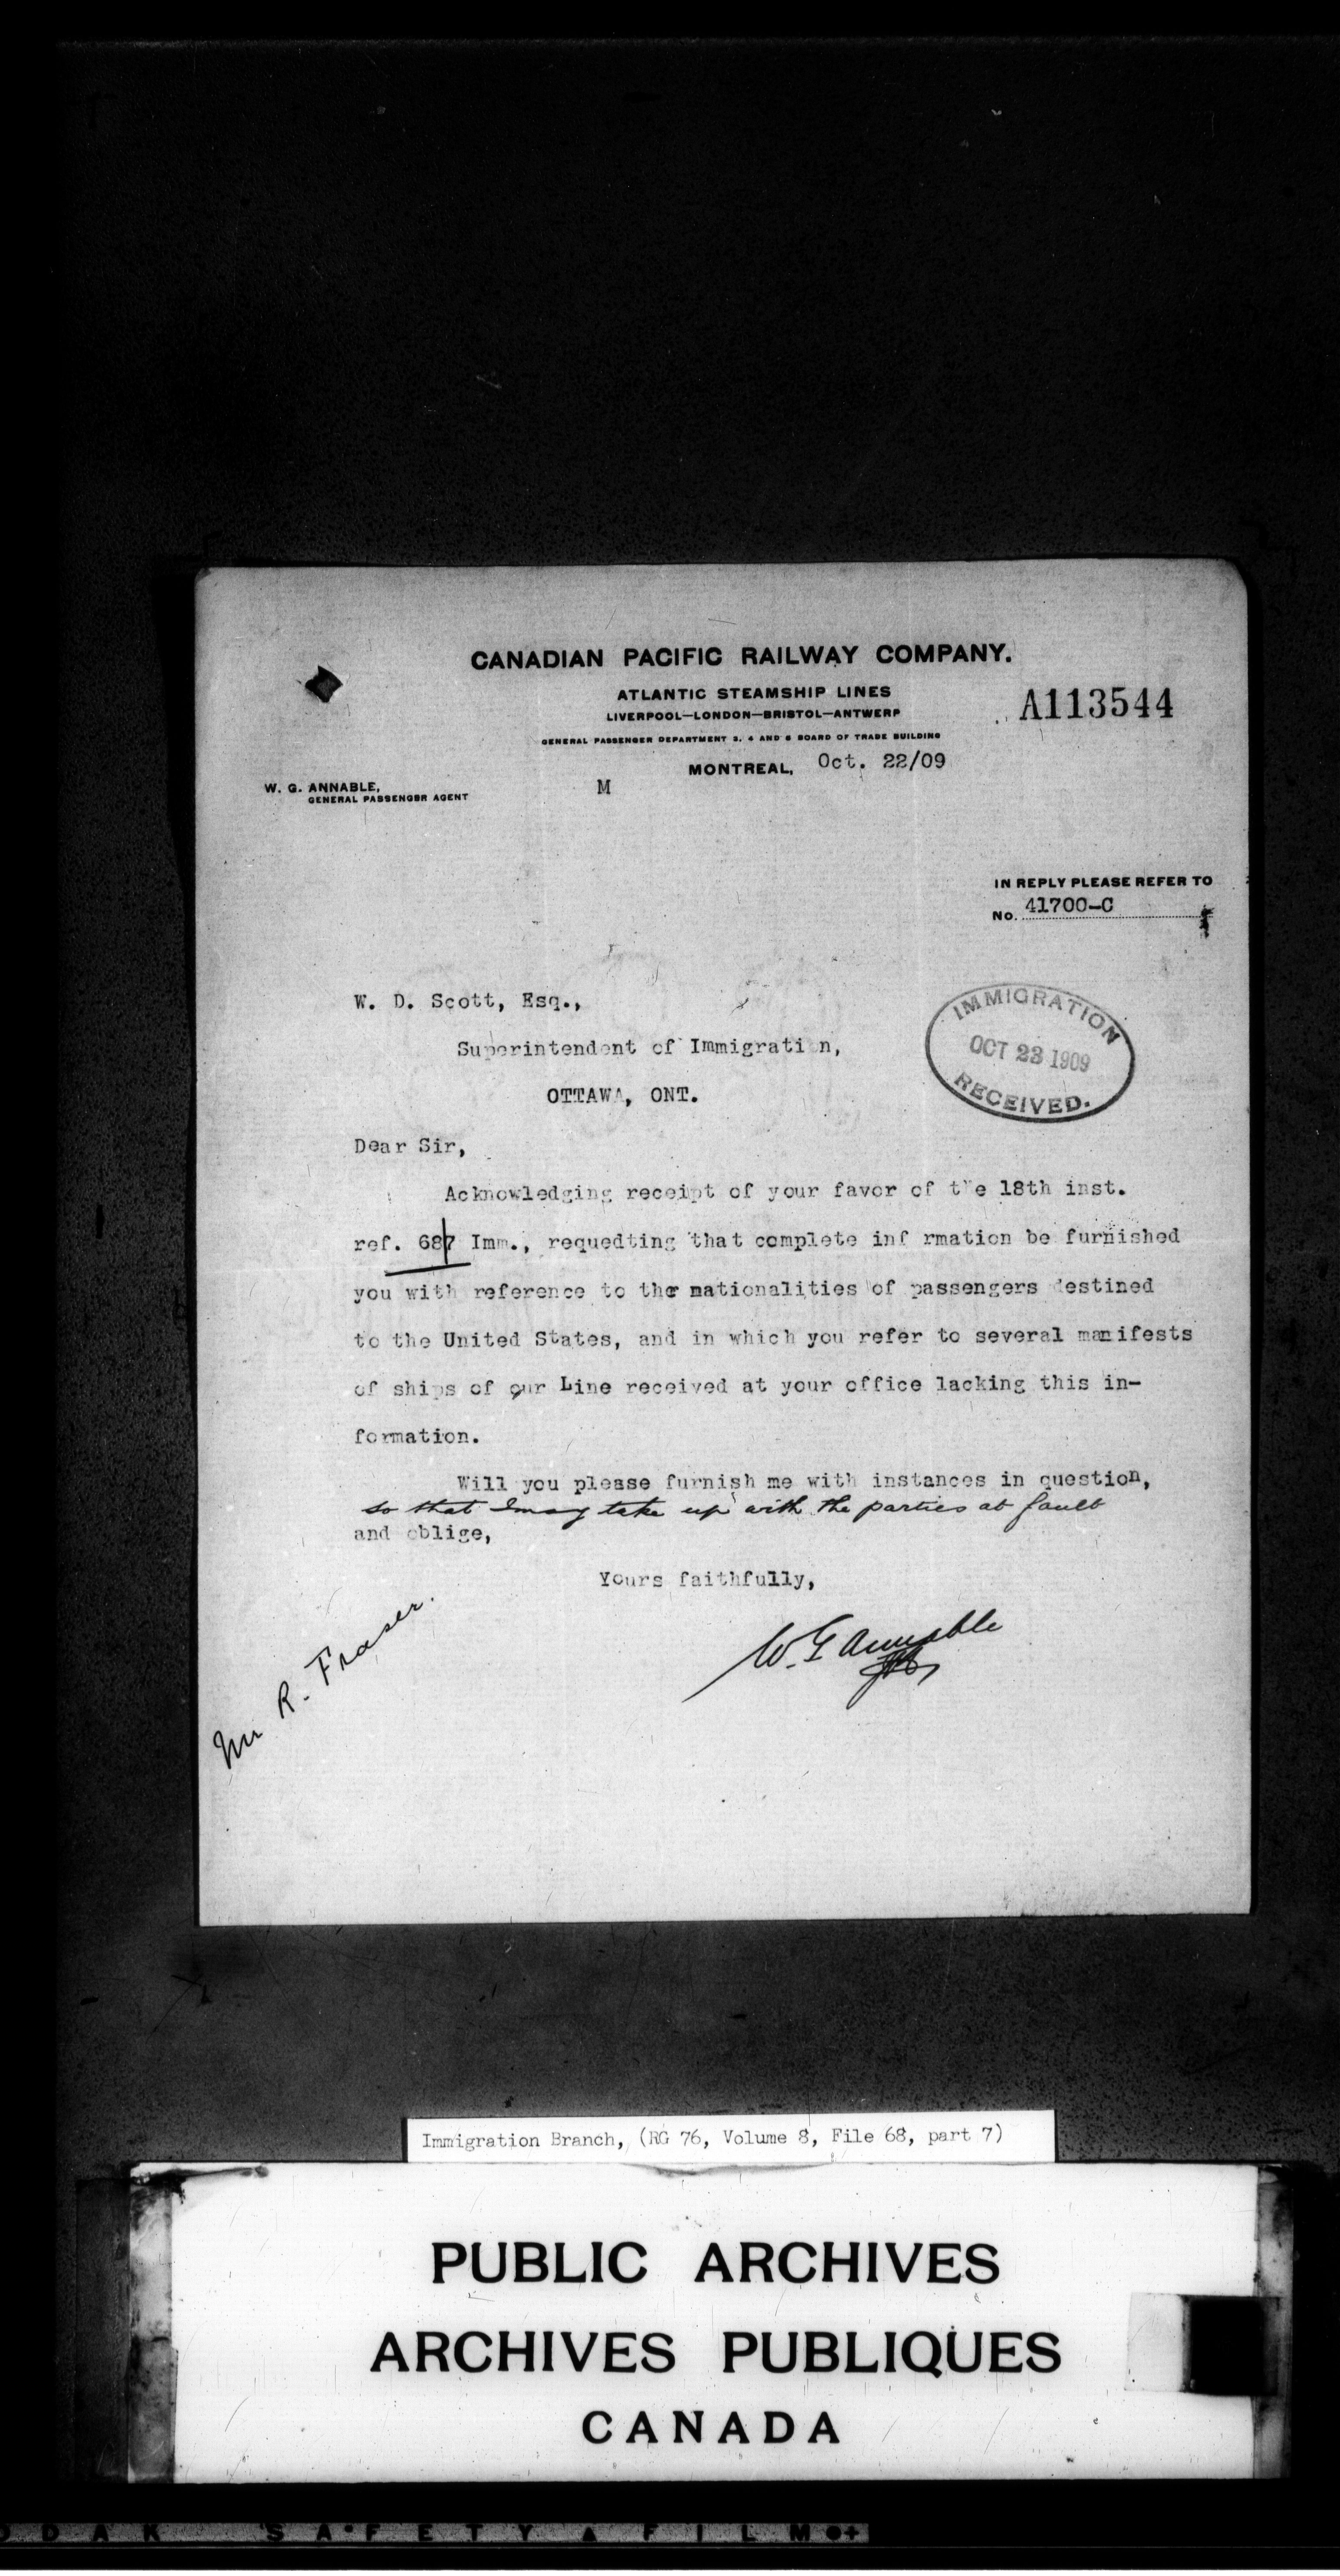 CANADIAN PACIFIC RAILWAY COMPANY.
ATLANTIC STEAMSHIP LINES
LIVERPOOL—LONDON—BRISTOL—ANTWERP
A113544
GENERAL PASSENGER DEPARTMENT 3, 4 AND 6 BOARD OF TRADE BUILDING
MONTREAL, Oct. 22/09
W. G. ANNABLE,
GENERAL PASSENGER AGENT
M
IN REPLY PLEASE REFER TO
No. 41700-C
W. D. Scott, Esq.,
Superintendent of Immigrati n,
OTTAWA, ONT.
IMMIGRATION
OCT 23 1909
RECEIVED.
Dear Sir,
Acknowledging receipt of your favor of the 18th inst.
ref. 687 Imm., requedting that complete inf rmation be furnished
you with reference to the nationalities of passengers destined
to the United States, and in which you refer to several manifests
of ships of our Line received at your office lacking this in-
formation.
Will you please furnish me with instances in question,
so that I may take up with the parties at fault
and oblige,
Yours faithfully,
W. G. Annable
Mr R. Fraser.
Immigration Branch, (RG 76, Volume 8, File 68, part 7)
PUBLIC ARCHIVES
ARCHIVES PUBLIQUES
CANADA
ODAK SAFETY FILM